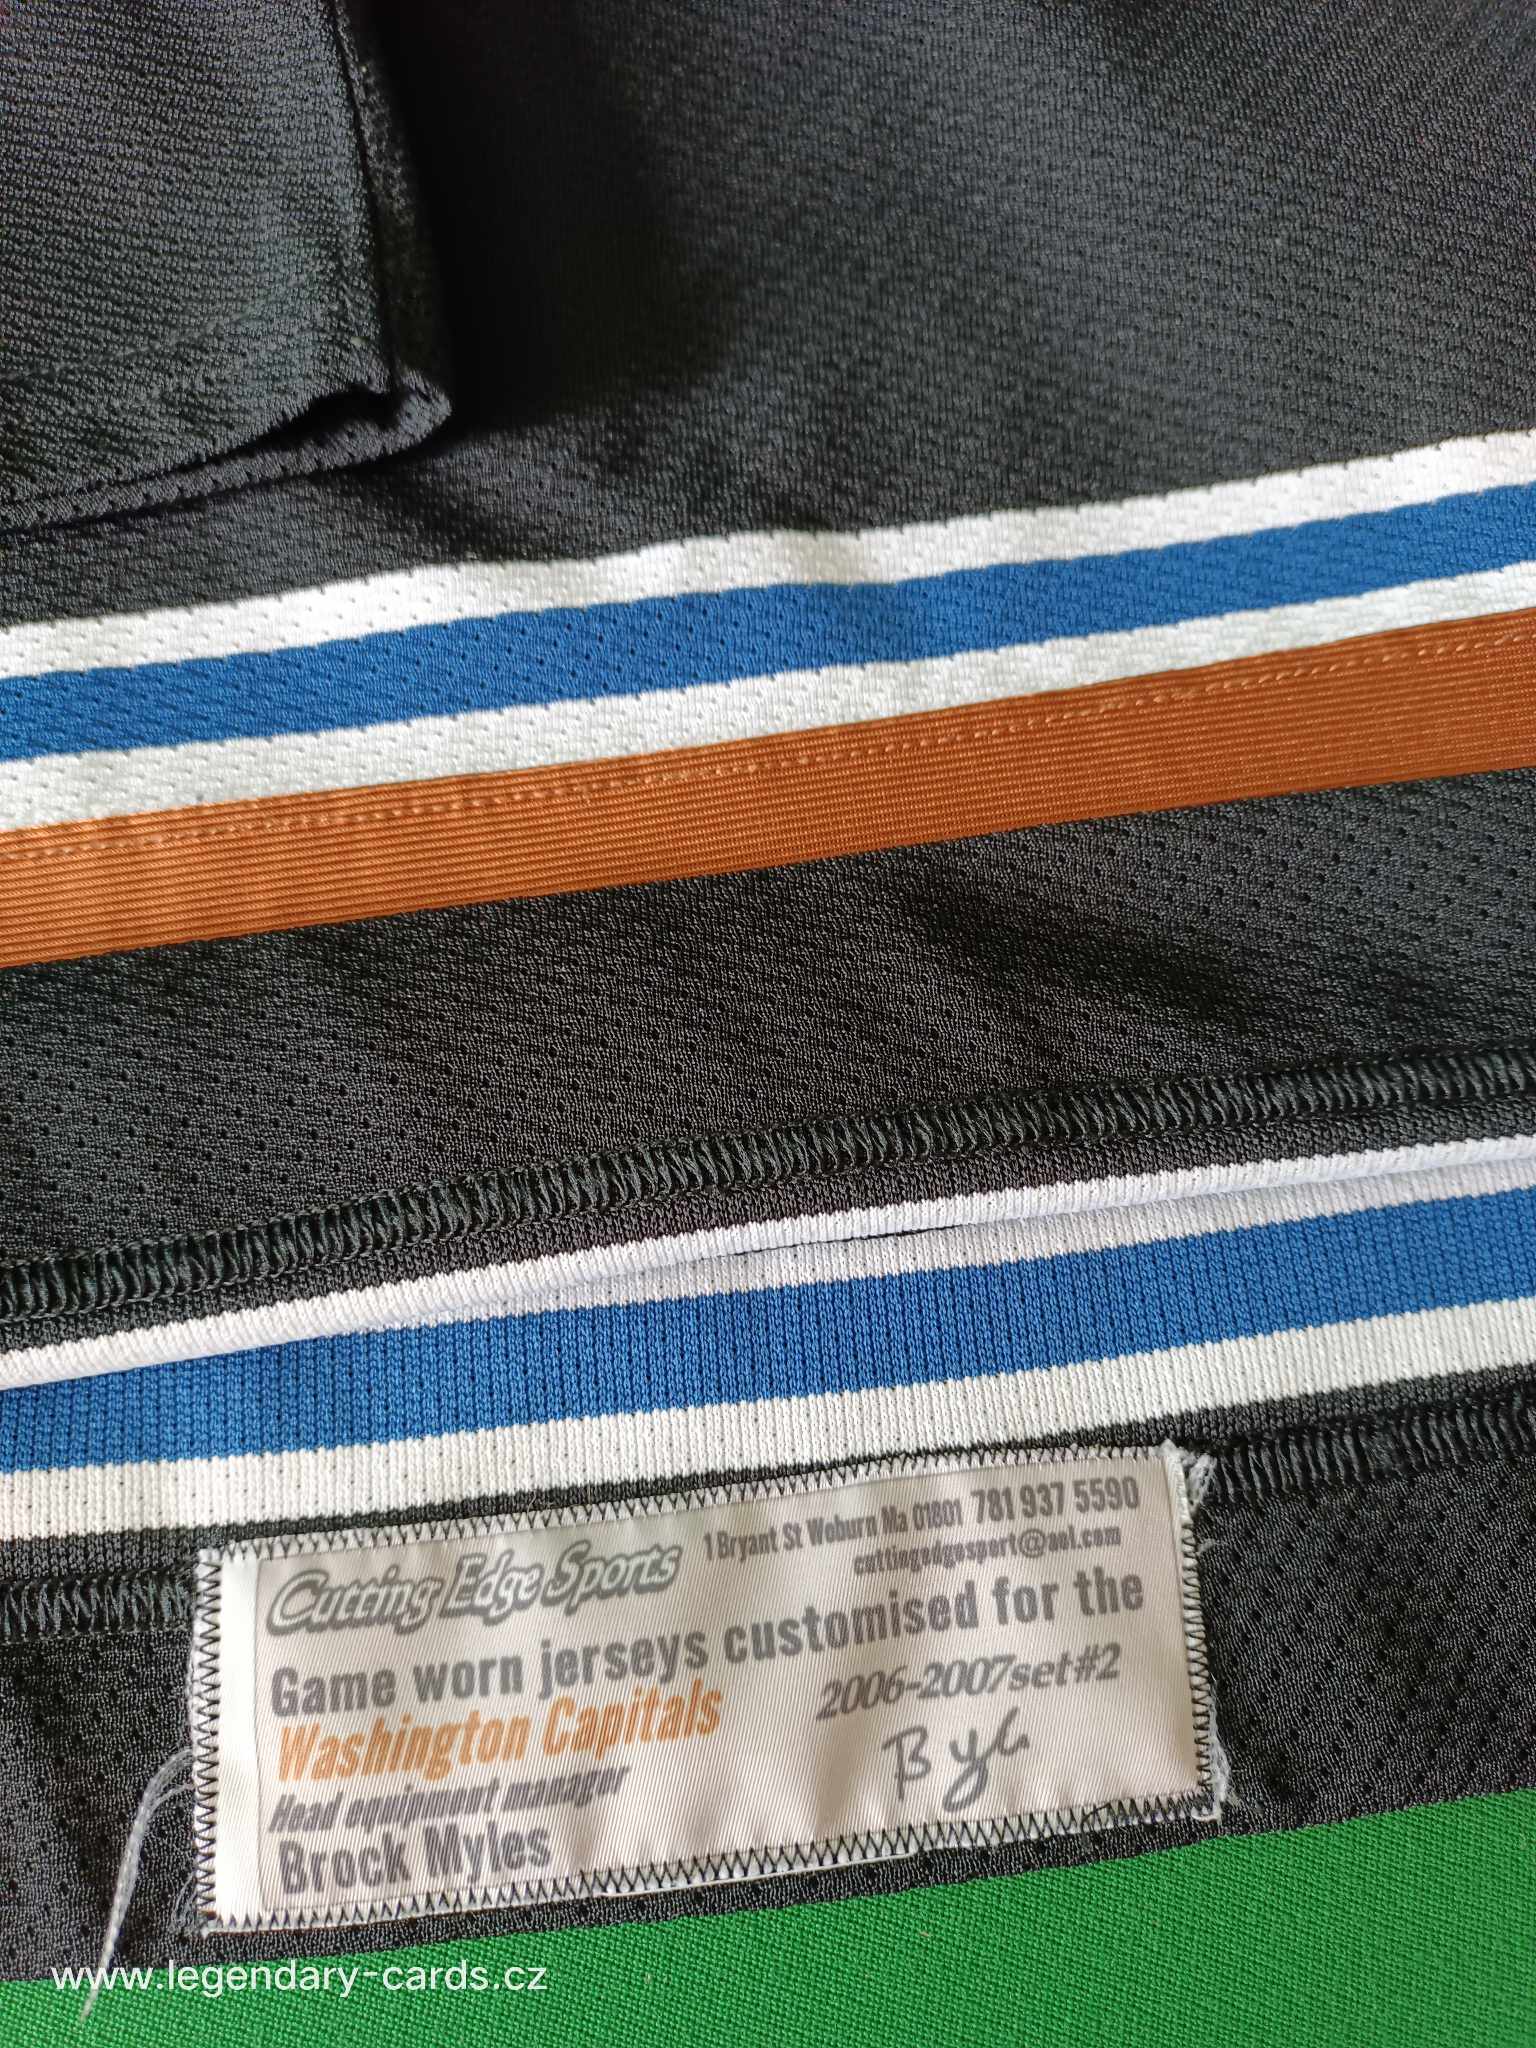 Cutting Edge Sports 1 Bryant St Woburn Ma 01801 781 937 5590
cuttingedgesport@aol.com
Game worn jerseys customised for the
Washington Capitals 2006-2007set#2
Head equipment manager
Brock Myles
www.legendary-cards.cz